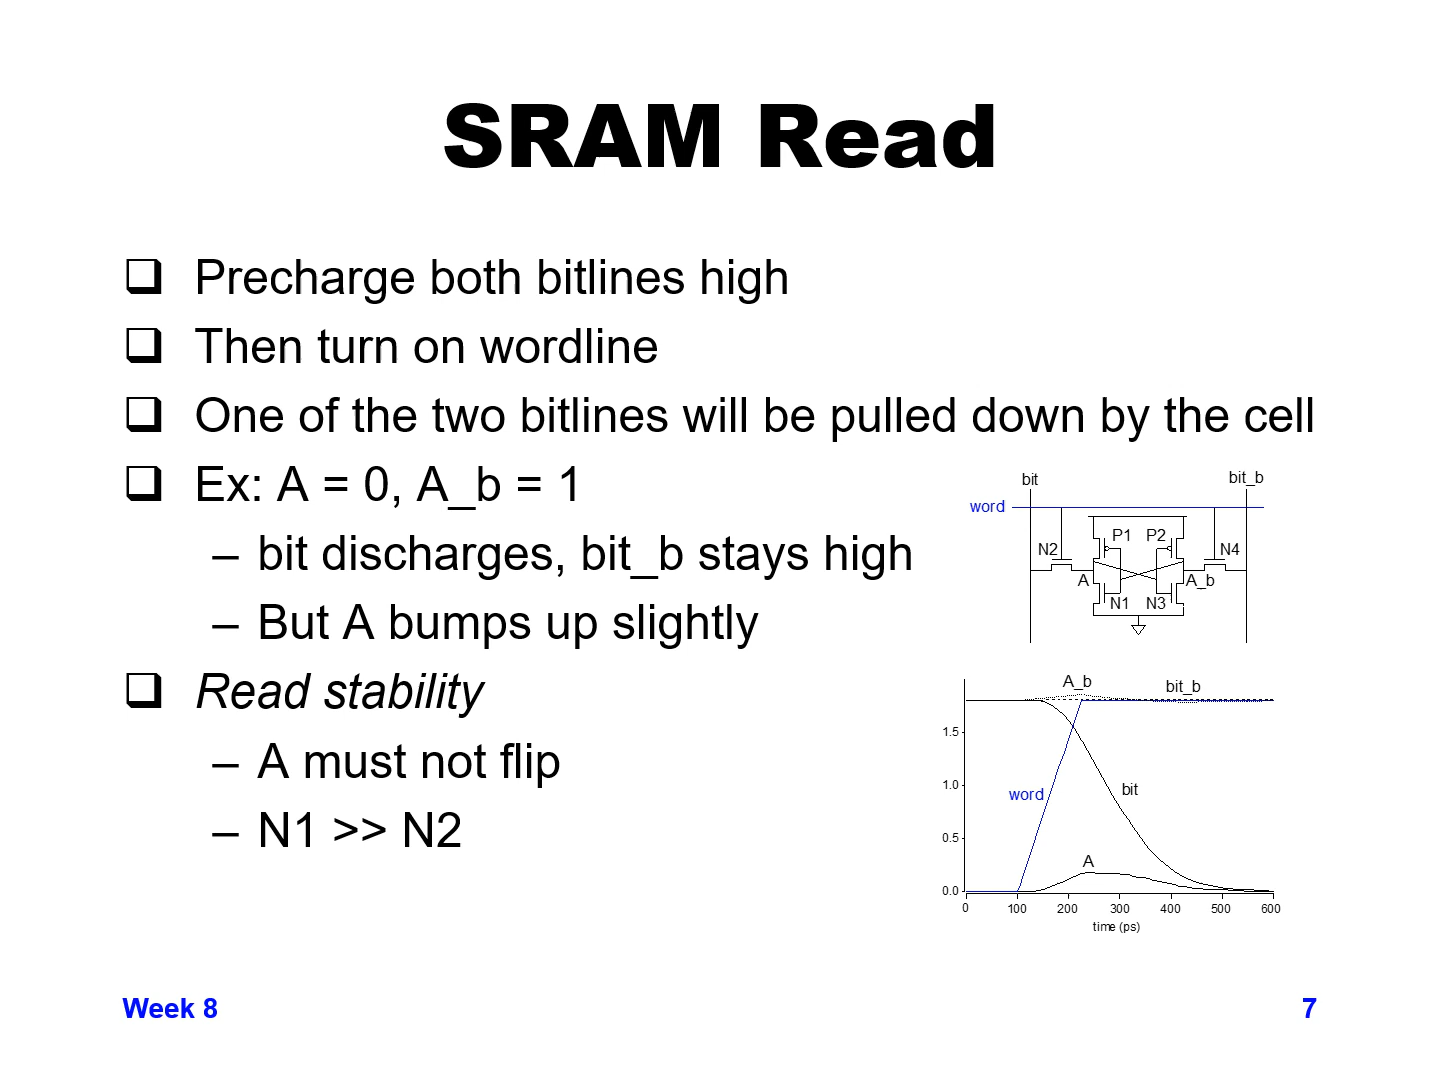 SRAM Read
❑ Precharge both bitlines high
❑ Then turn on wordline
❑ One of the two bitlines will be pulled down by the cell
❑ Ex: A = 0, A_b = 1
– bit discharges, bit_b stays high
– But A bumps up slightly
❑ Read stability
– A must not flip
– N1 >> N2
bit bit_b
word
P1 P2
N2 N4
A A_b
N1 N3
A_b
bit_b
1.5
1.0
bit
word
0.5
A
0.0
0 100 200 300 400 500 600
time (ps)
Week 8 7